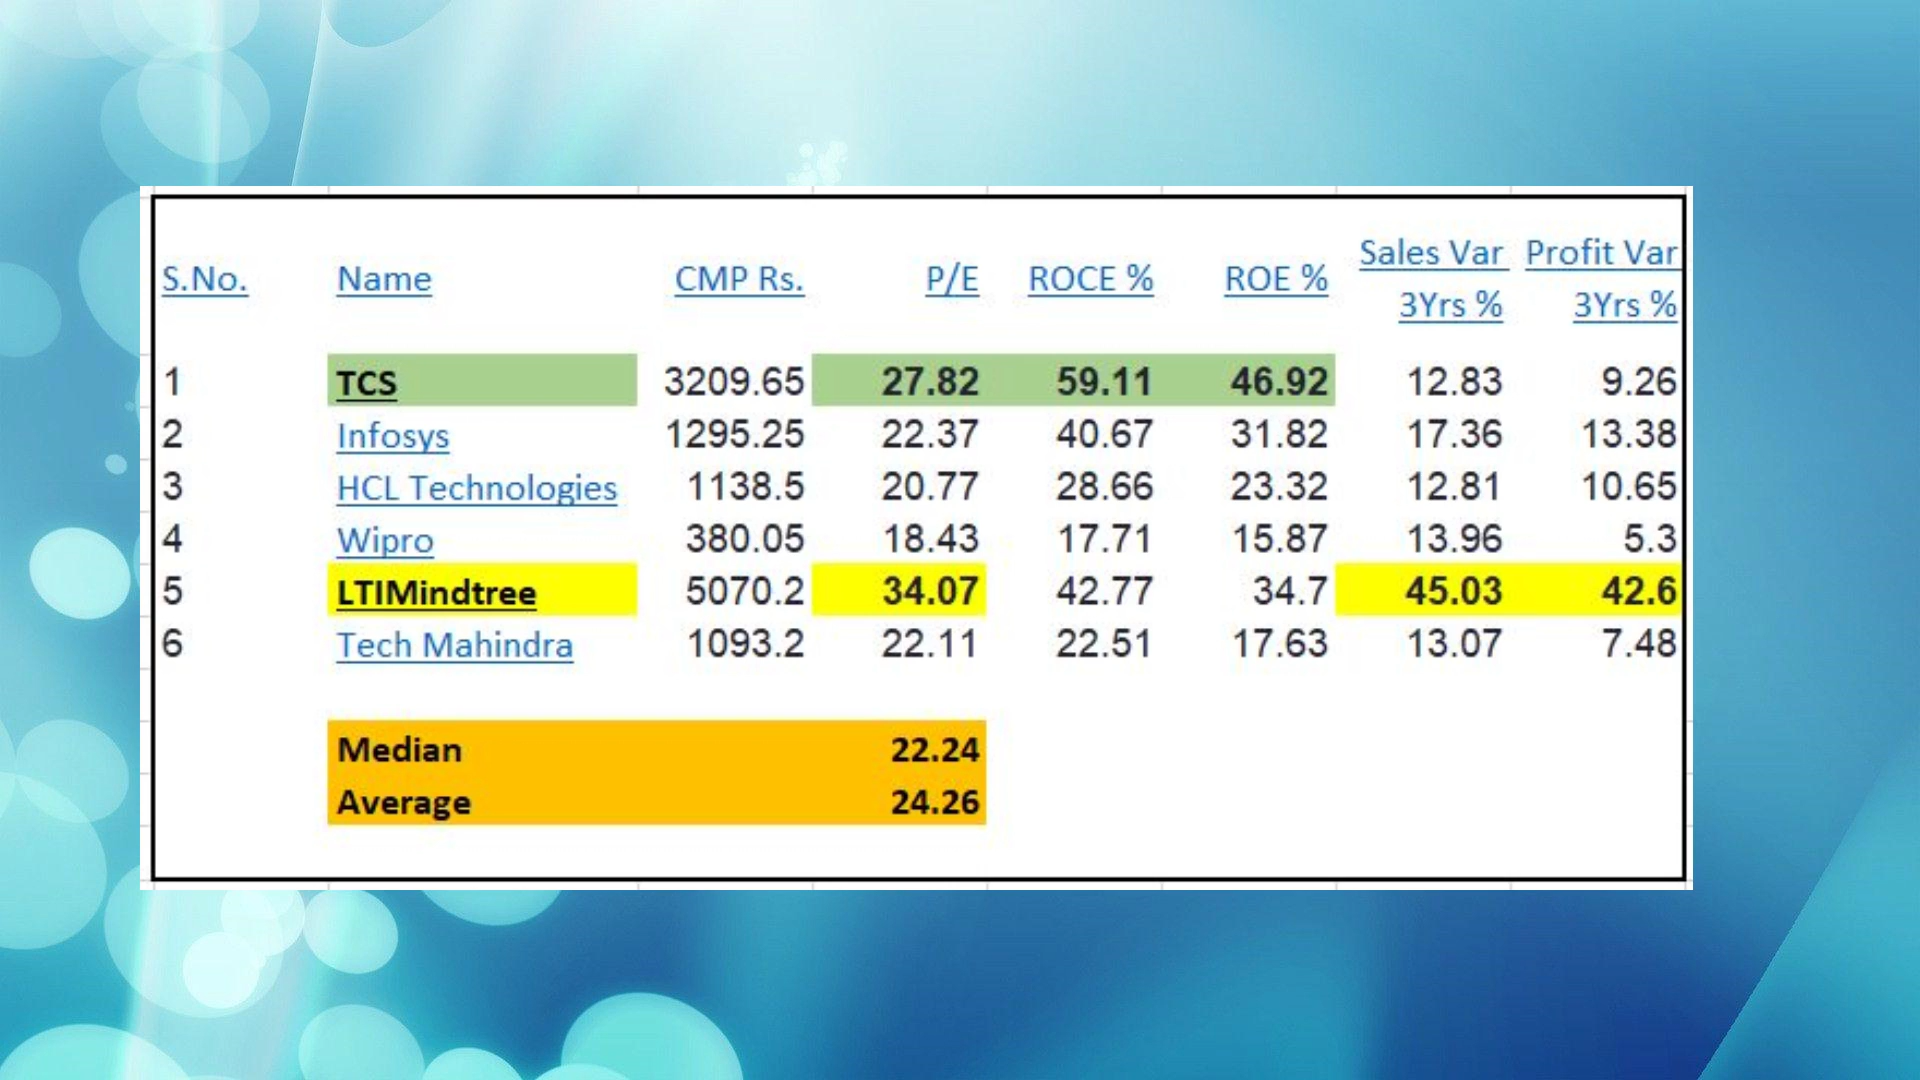 S.No. Name CMP Rs. P/E ROCE % ROE % Sales Var 3Yrs % Profit Var 3Yrs %
1 TCS 3209.65 27.82 59.11 46.92 12.83 9.26
2 Infosys 1295.25 22.37 40.67 31.82 17.36 13.38
3 HCL Technologies 1138.5 20.77 28.66 23.32 12.81 10.65
4 Wipro 380.05 18.43 17.71 15.87 13.96 5.3
5 LTIMindtree 5070.2 34.07 42.77 34.7 45.03 42.6
6 Tech Mahindra 1093.2 22.11 22.51 17.63 13.07 7.48
Median 22.24
Average 24.26